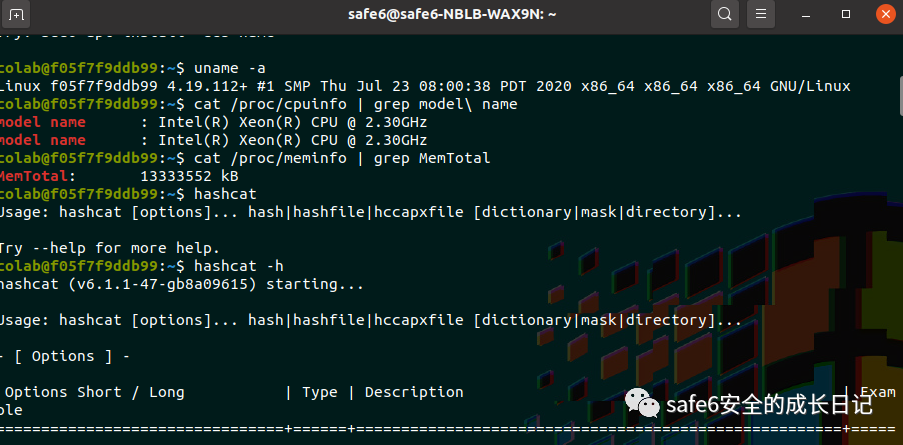 safe6@safe6-NBLB-WAX9N: ~
colab@f05f7f9ddb99:~$ uname -a
Linux f05f7f9ddb99 4.19.112+ #1 SMP Thu Jul 23 08:00:38 PDT 2020 x86_64 x86_64 x86_64 GNU/Linux
colab@f05f7f9ddb99:~$ cat /proc/cpuinfo | grep model\ name
model name      : Intel(R) Xeon(R) CPU @ 2.30GHz
model name      : Intel(R) Xeon(R) CPU @ 2.30GHz
colab@f05f7f9ddb99:~$ cat /proc/meminfo | grep MemTotal
MemTotal:       13333552 kB
colab@f05f7f9ddb99:~$ hashcat
Usage: hashcat [options]... hash|hashfile|hccapxfile [dictionary|mask|directory]...
Try --help for more help.
colab@f05f7f9ddb99:~$ hashcat -h
hashcat (v6.1.1-47-gb8a09615) starting...
Usage: hashcat [options]... hash|hashfile|hccapxfile [dictionary|mask|directory]...
- [ Options ] -
Options Short / Long           | Type | Description                                          | Exam
ple
================================+======+======================================================+=====
safe6安全的成长日记